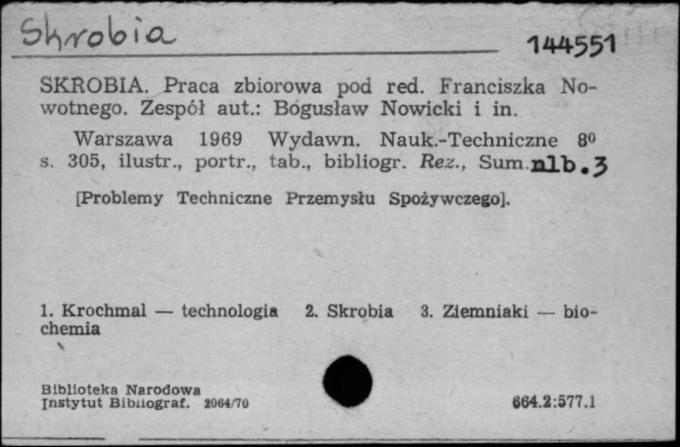 Skrobia
144551
SKROBIA. Praca zbiorowa pod red. Franciszka No-
wotnego. Zespół aut.: Bogusław Nowicki i in.
Warszawa 1969 Wydawn. Nauk.-Techniczne 8⁰
s. 305, ilustr., portr., tab., bibliogr. Rez., Sum. nlb. 3
[Problemy Techniczne Przemysłu Spożywczego].
1. Krochmal — technologia 2. Skrobia 3. Ziemniaki — bio-
chemia
Biblioteka Narodowa
Instytut Bibliograf. 2064/70
664.2:577.1